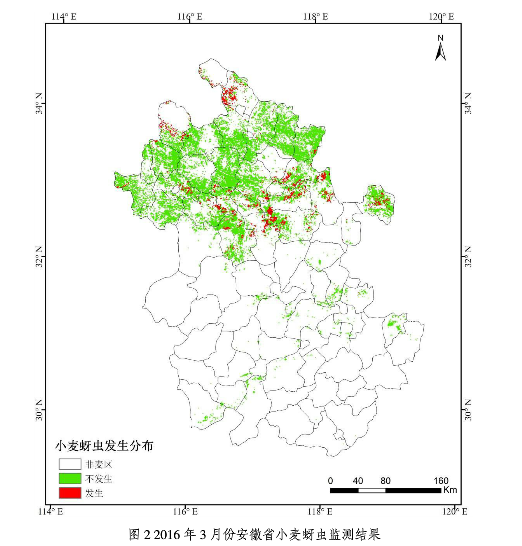 114° E 116° E 118° E 120° E
N
34° N 34° N
32° N 32° N
30° N 30° N
小麦蚜虫发生分布
非麦区
不发生
发生
0 40 80 160
Km
114° E 116° E 118° E 120° E
图 2 2016 年 3 月份安徽省小麦蚜虫监测结果